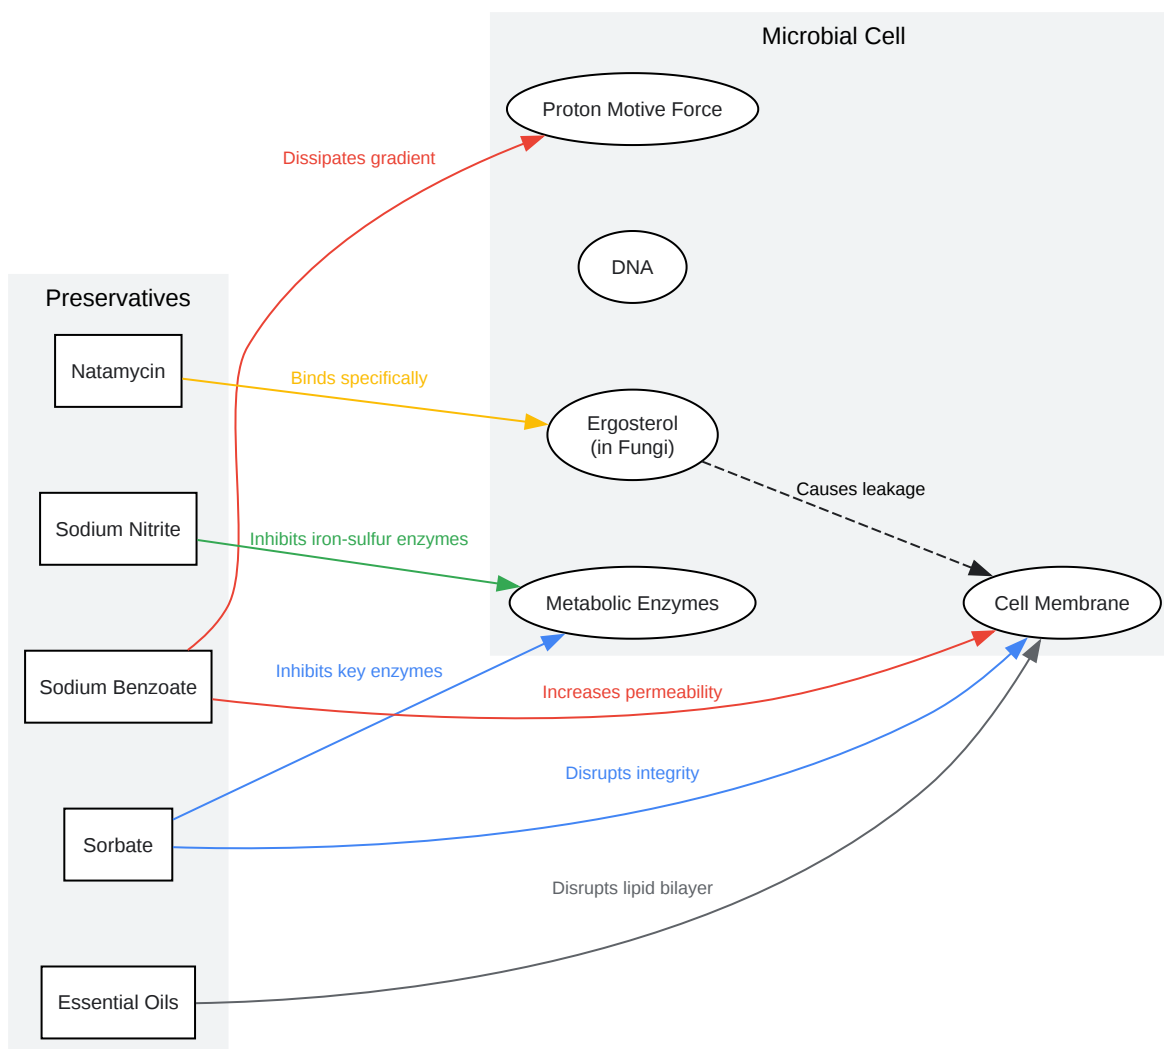 Microbial Cell
Proton Motive Force
Dissipates gradient
DNA
Preservatives
Natamycin
Binds specifically
Ergosterol
(in Fungi)
Causes leakage
Sodium Nitrite
Inhibits iron-sulfur enzymes
Metabolic Enzymes
Cell Membrane
Inhibits key enzymes
Sodium Benzoate
Increases permeability
Disrupts integrity
Sorbate
Disrupts lipid bilayer
Essential Oils